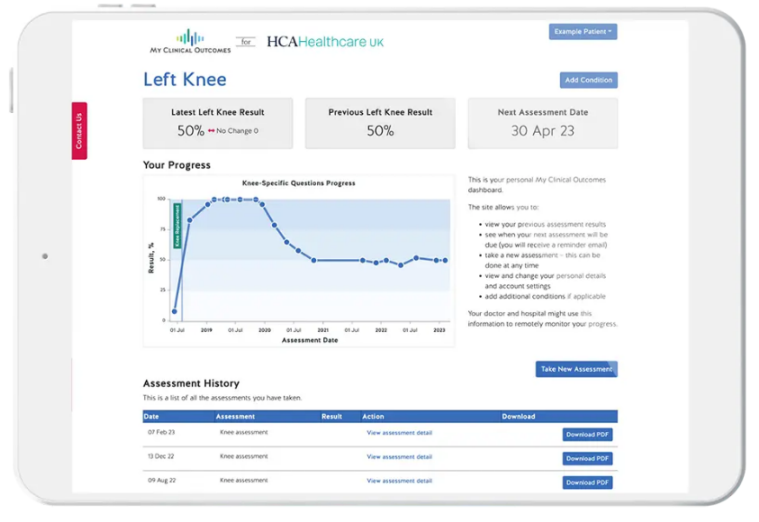 MY CLINICAL OUTCOMES for HCAHealthcare UK
Example Patient
Left Knee
Add Condition
Contact Us
Latest Left Knee Result
50% ↔ No Change 0
Previous Left Knee Result
50%
Next Assessment Date
30 Apr 23
Your Progress
Knee-Specific Questions Progress
Result, %
100
75
50
25
0
Knee Replacement
01 Jul 2019 01 Jul 2020 01 Jul 2021 01 Jul 2022 01 Jul 2023
Assessment Date
This is your personal My Clinical Outcomes
dashboard.
The site allows you to:
• view your previous assessment results
• see when your next assessment will be
due (you will receive a reminder email)
• take a new assessment – this can be
done at any time
• view and change your personal details
and account settings
• add additional conditions if applicable
Your doctor and hospital might use this
information to remotely monitor your progress.
Take New Assessment
Assessment History
This is a list of all the assessments you have taken.
Date Assessment Result Action Download
07 Feb 23 Knee assessment View assessment detail Download PDF
13 Dec 22 Knee assessment View assessment detail Download PDF
09 Aug 22 Knee assessment View assessment detail Download PDF